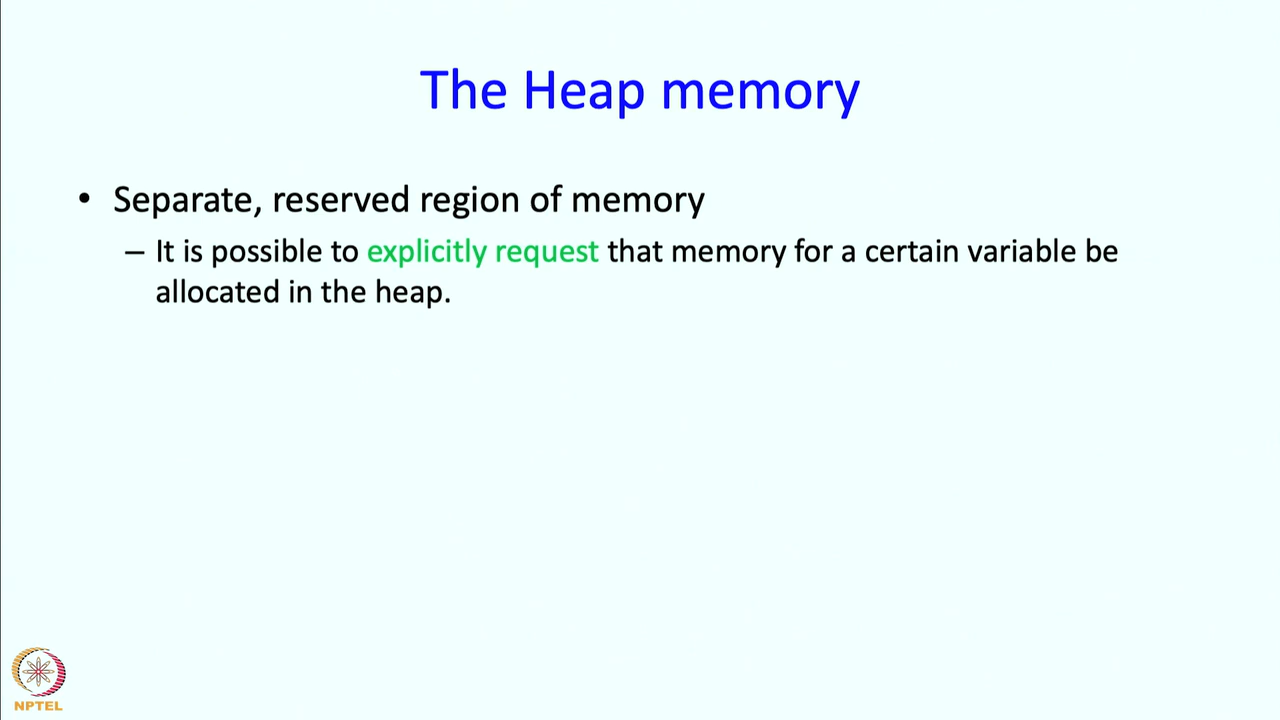 The Heap memory
• Separate, reserved region of memory
– It is possible to explicitly request that memory for a certain variable be
allocated in the heap.
NPTEL